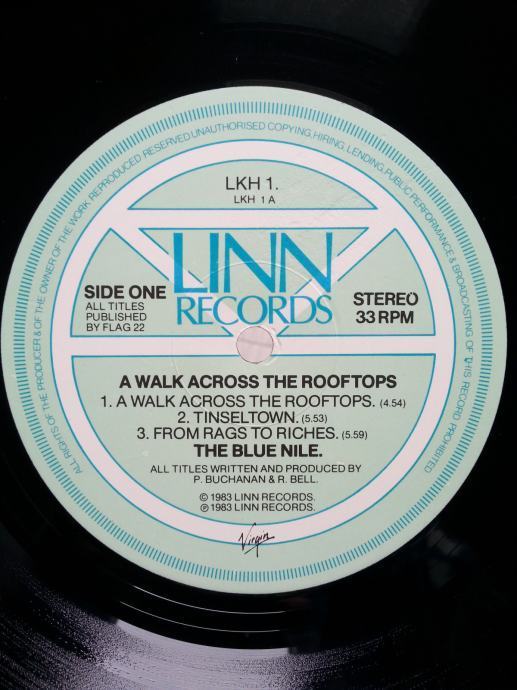 ALL RIGHTS OF THE PRODUCER & OF THE OWNER OF THE WORK REPRODUCED RESERVED UNAUTHORISED COPYING, HIRING, LENDING, PUBLIC PERFORMANCE & BROADCASTING OF THIS RECORD PROHIBITED
LKH 1.
LKH 1 A
LINN
RECORDS
SIDE ONE
ALL TITLES
PUBLISHED
BY FLAG 22
STEREO
33 RPM
A WALK ACROSS THE ROOFTOPS
1. A WALK ACROSS THE ROOFTOPS. (4.54)
2. TINSELTOWN. (5.53)
3. FROM RAGS TO RICHES. (5.59)
THE BLUE NILE.
ALL TITLES WRITTEN AND PRODUCED BY
P. BUCHANAN & R. BELL.
© 1983 LINN RECORDS.
℗ 1983 LINN RECORDS.
Virgin